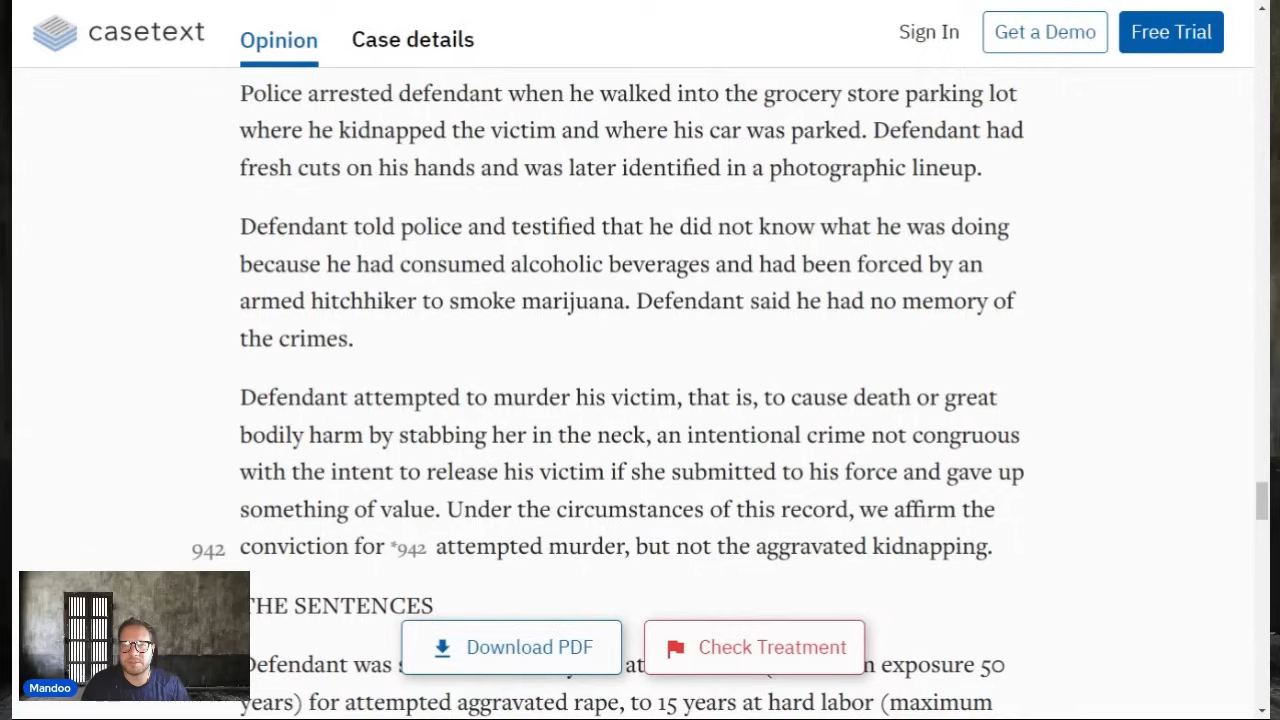 casetext
Opinion
Case details
Sign In
Get a Demo
Free Trial
Police arrested defendant when he walked into the grocery store parking lot
where he kidnapped the victim and where his car was parked. Defendant had
fresh cuts on his hands and was later identified in a photographic lineup.
Defendant told police and testified that he did not know what he was doing
because he had consumed alcoholic beverages and had been forced by an
armed hitchhiker to smoke marijuana. Defendant said he had no memory of
the crimes.
Defendant attempted to murder his victim, that is, to cause death or great
bodily harm by stabbing her in the neck, an intentional crime not congruous
with the intent to release his victim if she submitted to his force and gave up
something of value. Under the circumstances of this record, we affirm the
942 conviction for *942 attempted murder, but not the aggravated kidnapping.
THE SENTENCES
Download PDF
Check Treatment
Defendant was exposure 50
years) for attempted aggravated rape, to 15 years at hard labor (maximum
Mandoo